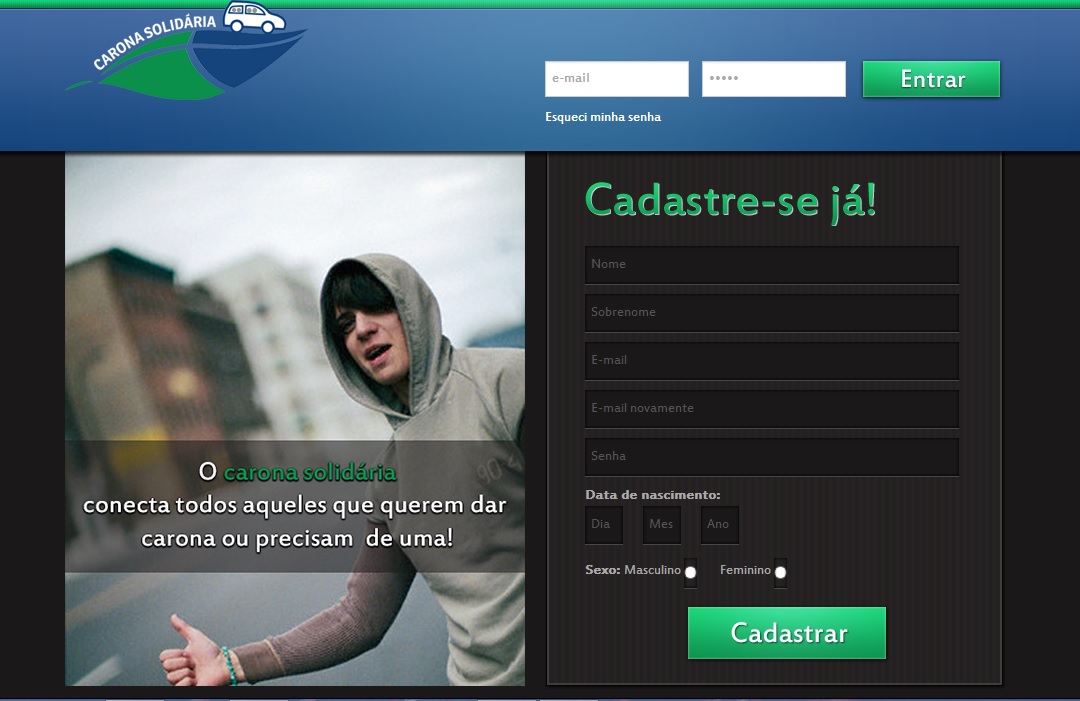 CARONA SOLIDÁRIA
e-mail
•••••
Entrar
Esqueci minha senha
Cadastre-se já!
Nome
Sobrenome
E-mail
E-mail novamente
Senha
Data de nascimento:
Dia Mes Ano
Sexo: Masculino Feminino
Cadastrar
O carona solidária
conecta todos aqueles que querem dar
carona ou precisam de uma!